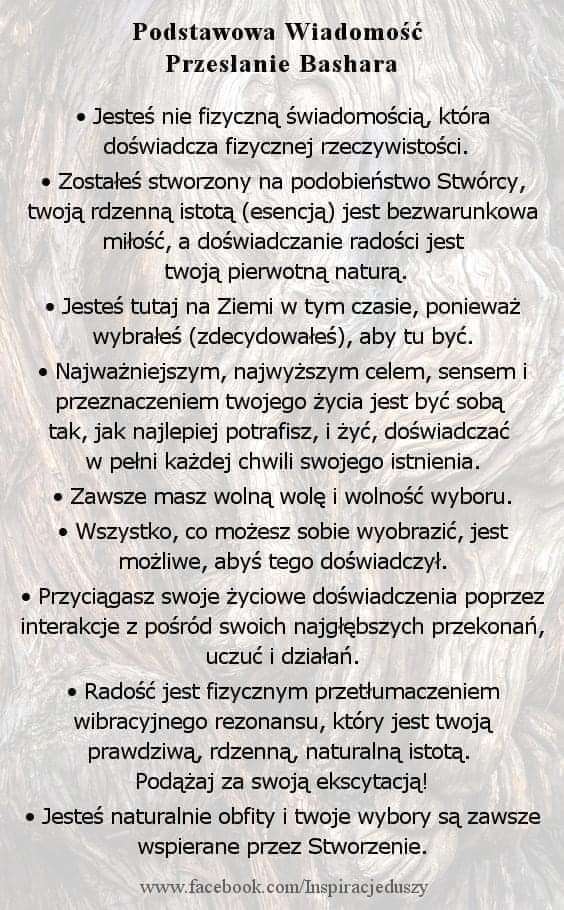 Podstawowa Wiadomość
Przesłanie Bashara
• Jesteś nie fizyczną świadomością, która
doświadcza fizycznej rzeczywistości.
• Zostałeś stworzony na podobieństwo Stwórcy,
twoją rdzenną istotą (esencją) jest bezwarunkowa
miłość, a doświadczanie radości jest
twoją pierwotną naturą.
• Jesteś tutaj na Ziemi w tym czasie, ponieważ
wybrałeś (zdecydowałeś), aby tu być.
• Najważniejszym, najwyższym celem, sensem i
przeznaczeniem twojego życia jest być sobą
tak, jak najlepiej potrafisz, i żyć, doświadczać
w pełni każdej chwili swojego istnienia.
• Zawsze masz wolną wolę i wolność wyboru.
• Wszystko, co możesz sobie wyobrazić, jest
możliwe, abyś tego doświadczył.
• Przyciągasz swoje życiowe doświadczenia poprzez
interakcje z pośród swoich najgłębszych przekonań,
uczuć i działań.
• Radość jest fizycznym przetłumaczeniem
wibracyjnego rezonansu, który jest twoją
prawdziwą, rdzenną, naturalną istotą.
Podążaj za swoją ekscytacją!
• Jesteś naturalnie obfity i twoje wybory są zawsze
wspierane przez Stworzenie.
www.facebook.com/Inspiracjeduszy